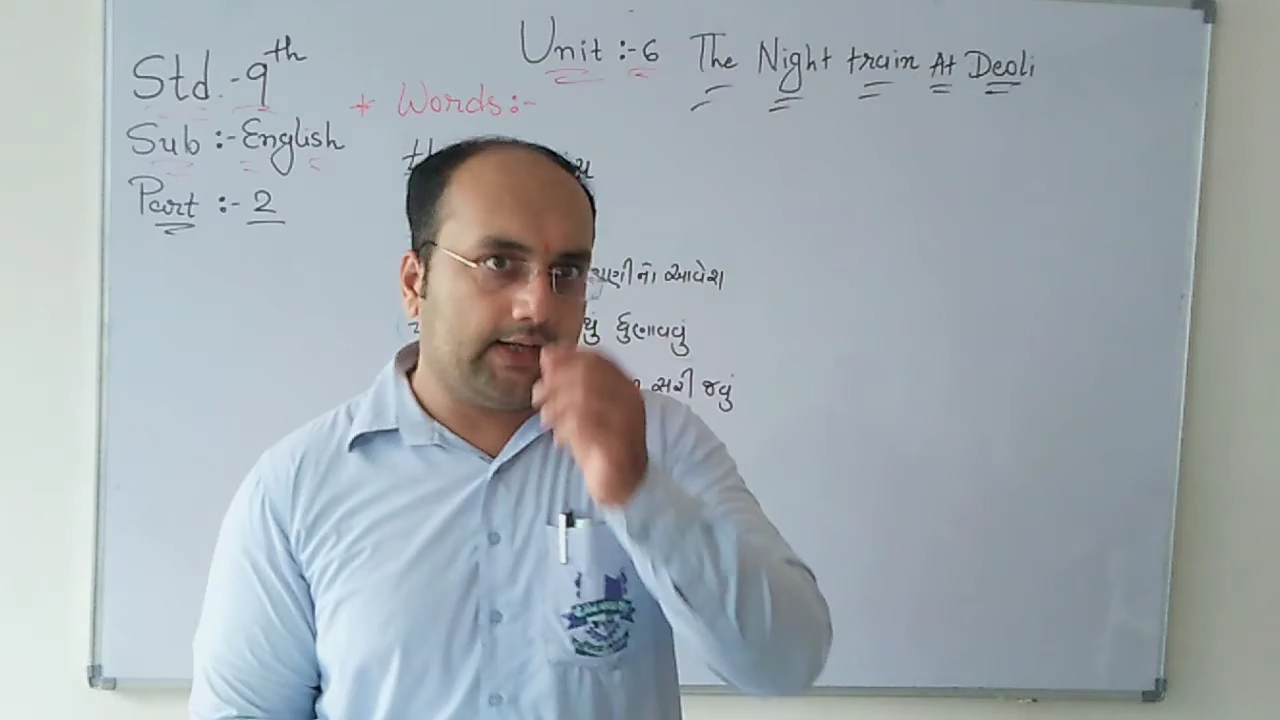 Std.-9th
Sub :- English
Part :- 2
Unit :- 6 The Night train At Deoli
* Words :-
આવેશ
ધુણાવવું
સરી જવું